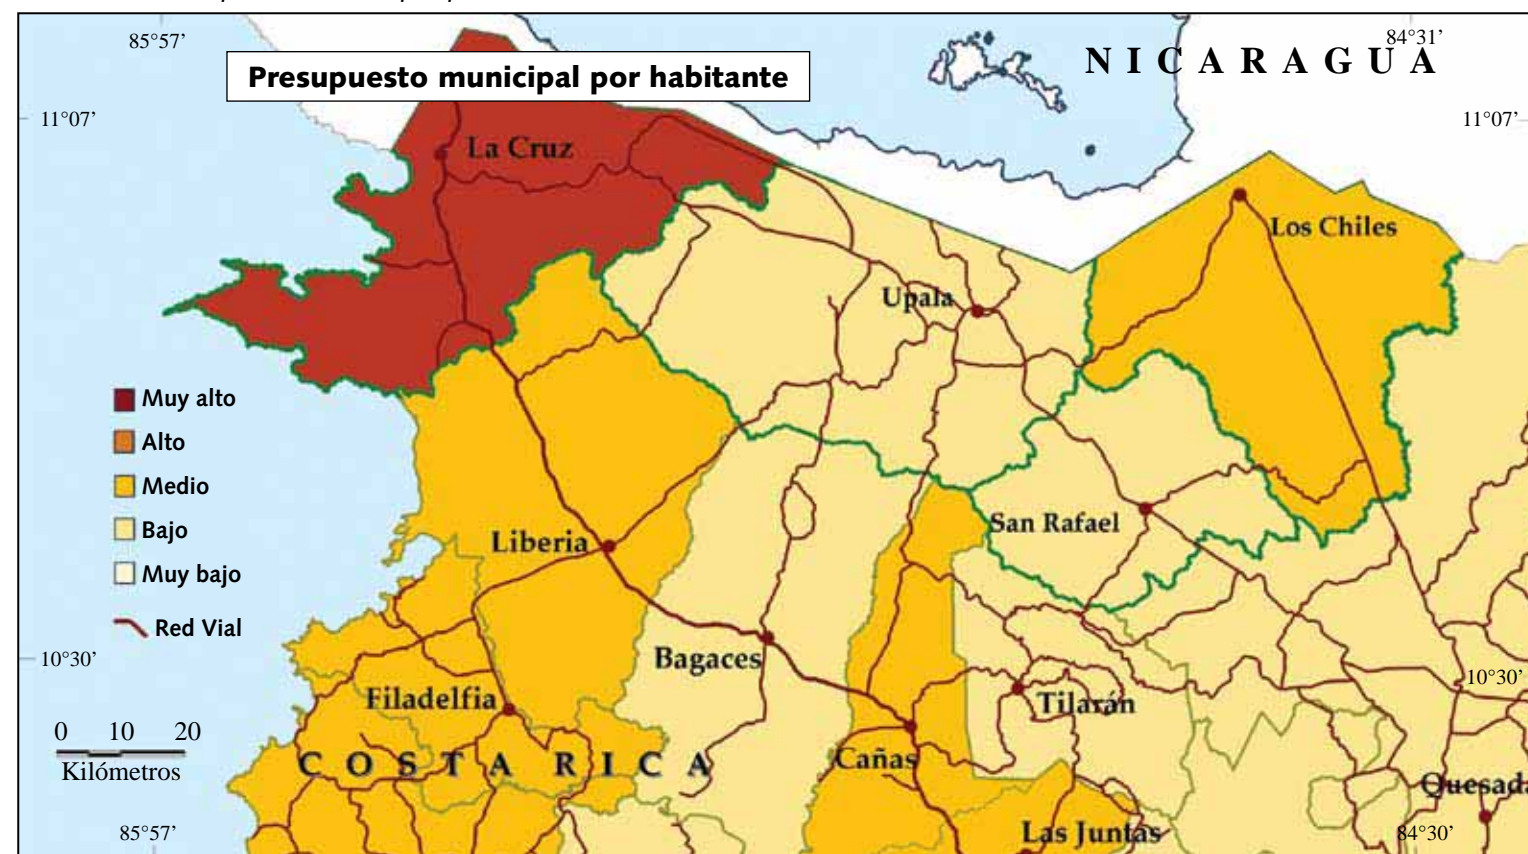 85°57'
84°31'
NICARAGUA
Presupuesto municipal por habitante
11°07'
11°07'
La Cruz
Los Chiles
Upala
Muy alto
Alto
Medio
Bajo
Muy bajo
Red Vial
San Rafael
Liberia
10°30'
Bagaces
10°30'
Filadelfia
Tilarán
0 10 20
Kilómetros
COSTA RICA
Cañas
Quesada
Las Juntas
85°57'
84°30'